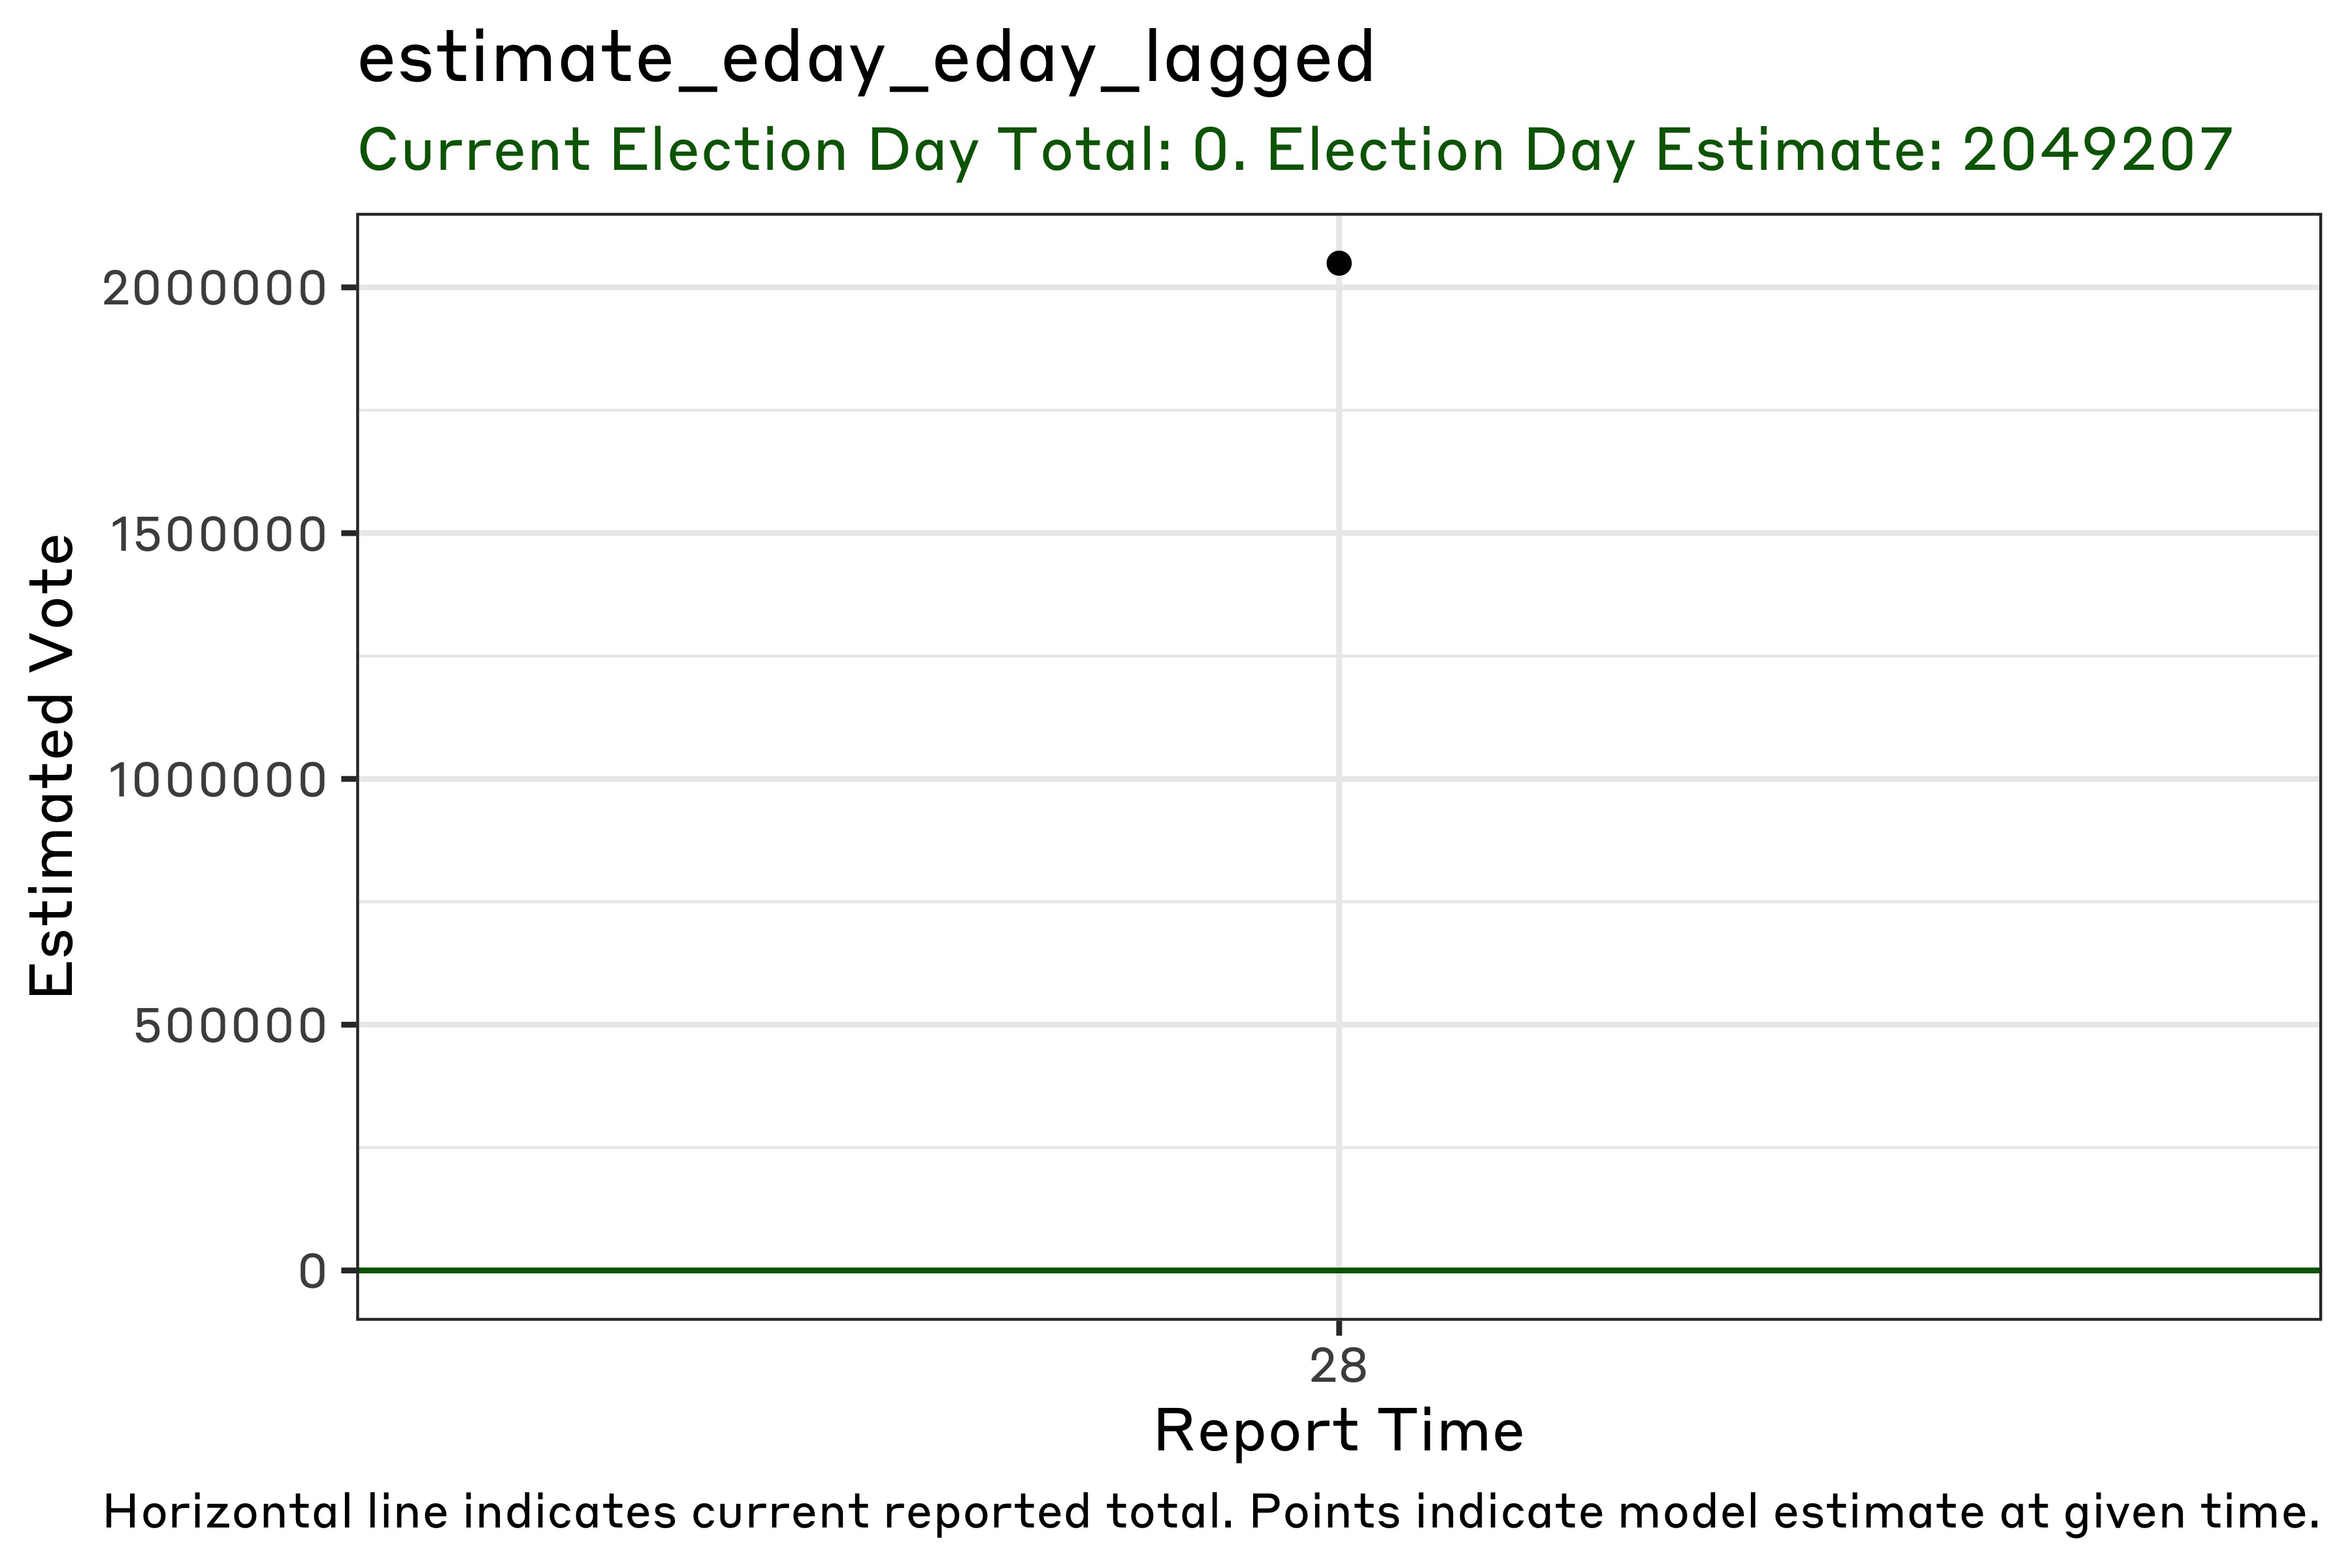 estimate_eday_eday_lagged
Current Election Day Total: 0. Election Day Estimate: 2049207
Estimated Vote
2000000
1500000
1000000
500000
0
28
Report Time
Horizontal line indicates current reported total. Points indicate model estimate at given time.